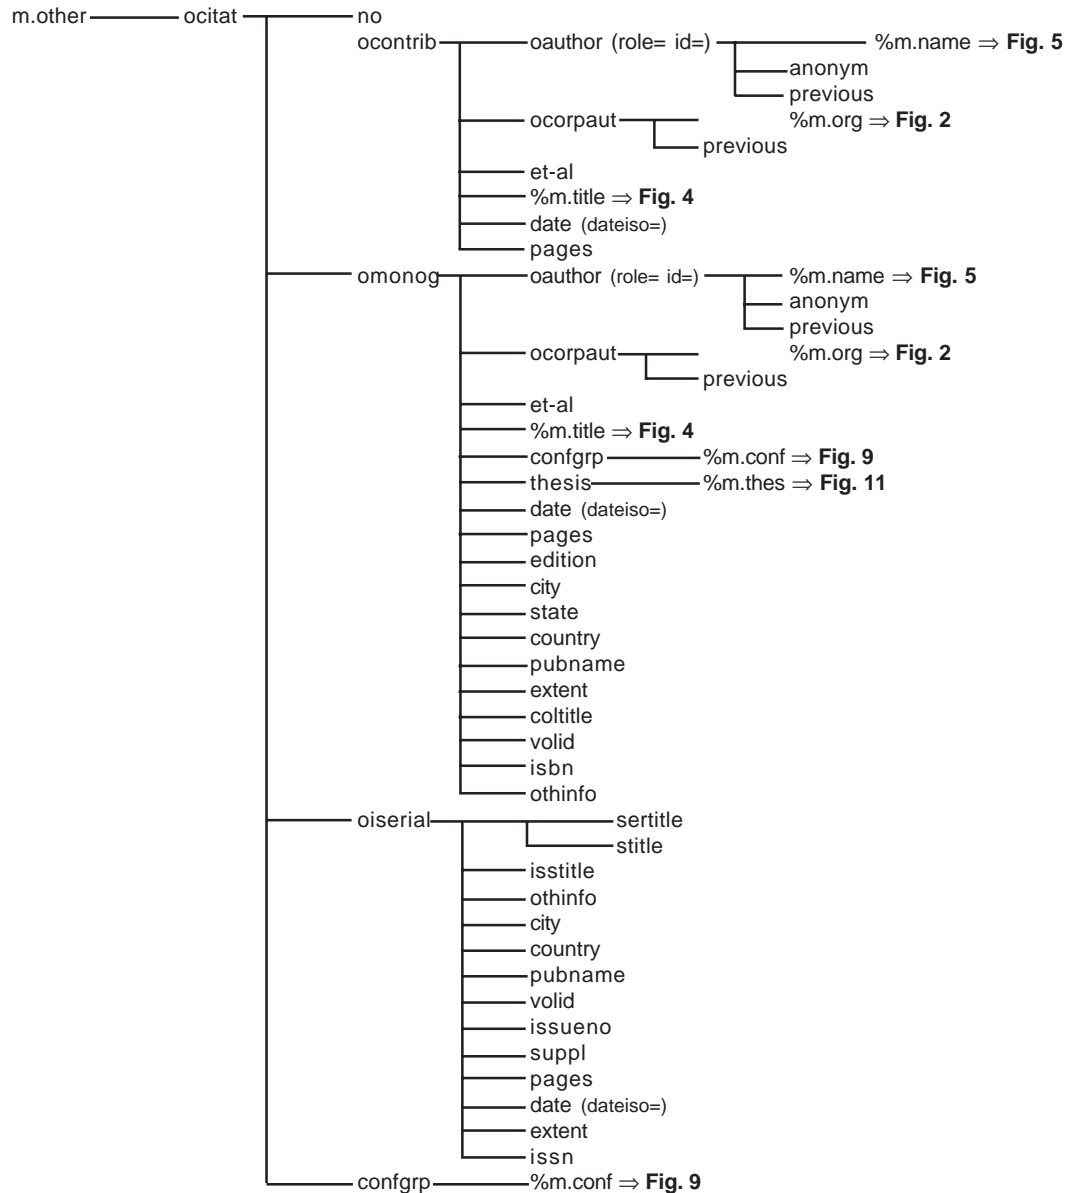 m.other ocitat no
ocontrib oauthor (role= id=) %m.name ⇒ Fig. 5
anonym
previous
ocorpaut %m.org ⇒ Fig. 2
previous
et-al
%m.title ⇒ Fig. 4
date (dateiso=)
pages
omonog oauthor (role= id=) %m.name ⇒ Fig. 5
anonym
previous
ocorpaut %m.org ⇒ Fig. 2
previous
et-al
%m.title ⇒ Fig. 4
confgrp %m.conf ⇒ Fig. 9
thesis %m.thes ⇒ Fig. 11
date (dateiso=)
pages
edition
city
state
country
pubname
extent
coltitle
volid
isbn
othinfo
oiserial sertitle
stitle
isstitle
othinfo
city
country
pubname
volid
issueno
suppl
pages
date (dateiso=)
extent
issn
confgrp %m.conf ⇒ Fig. 9